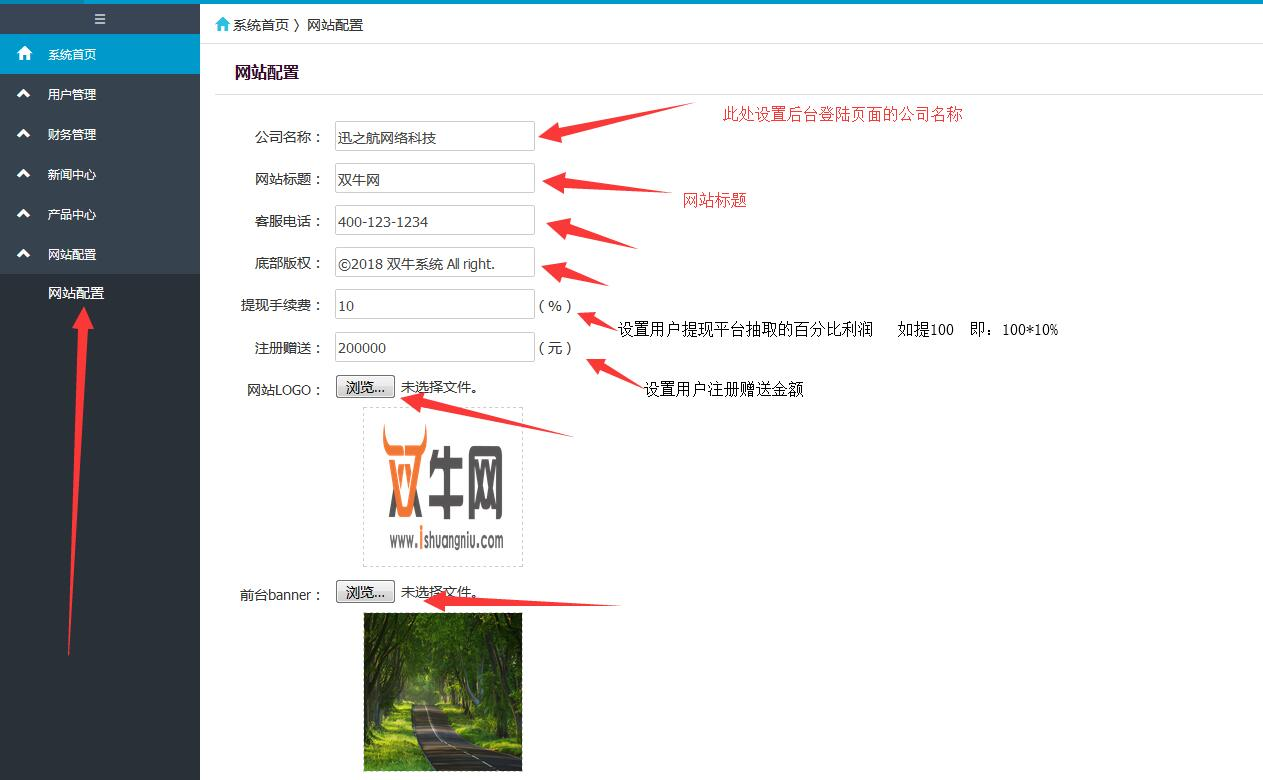 系统首页 〉 网站配置
系统首页
用户管理
财务管理
新闻中心
产品中心
网站配置
网站配置
网站配置
此处设置后台登陆页面的公司名称
公司名称： 迅之航网络科技
网站标题： 双牛网
网站标题
客服电话： 400-123-1234
底部版权： ©2018 双牛系统 All right.
提现手续费： 10 ( % )
设置用户提现平台抽取的百分比利润 如提100 即：100*10%
注册赠送： 200000 ( 元 )
设置用户注册赠送金额
网站LOGO： 浏览... 未选择文件。
双牛网
www.ishuangniu.com
前台banner： 浏览... 未选择文件。